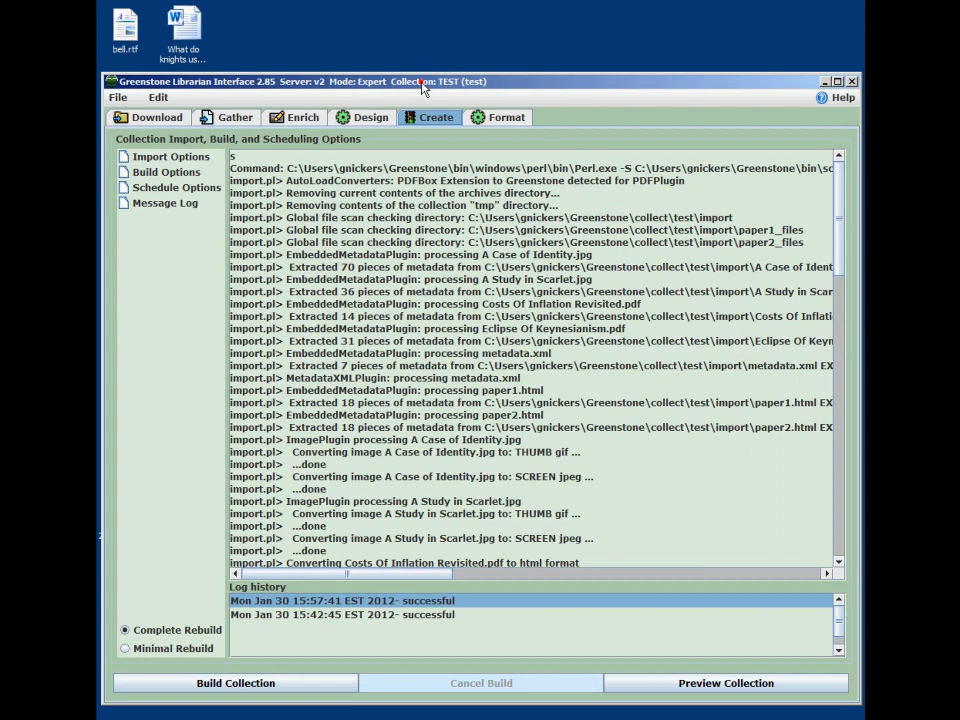 bell.rtf
What do
knights us...
Greenstone Librarian Interface 2.85 Server: v2 Mode: Expert Collection: TEST (test)
File Edit Help
Download Gather Enrich Design Create Format
Collection Import, Build, and Scheduling Options
Import Options
Build Options
Schedule Options
Message Log
s
Command: C:\Users\gnickers\Greenstone\bin\windows\perl\bin\Perl.exe -S C:\Users\gnickers\Greenstone\bin\sc
import.pl> AutoLoadConverters: PDFBox Extension to Greenstone detected for PDFPlugin
import.pl> Removing current contents of the archives directory...
import.pl> Removing contents of the collection "tmp" directory...
import.pl> Global file scan checking directory: C:\Users\gnickers\Greenstone\collect\test\import
import.pl> Global file scan checking directory: C:\Users\gnickers\Greenstone\collect\test\import\paper1_files
import.pl> Global file scan checking directory: C:\Users\gnickers\Greenstone\collect\test\import\paper2_files
import.pl> EmbeddedMetadataPlugin: processing A Case of Identity.jpg
import.pl> Extracted 70 pieces of metadata from C:\Users\gnickers\Greenstone\collect\test\import\A Case of Ident
import.pl> EmbeddedMetadataPlugin: processing A Study in Scarlet.jpg
import.pl> Extracted 36 pieces of metadata from C:\Users\gnickers\Greenstone\collect\test\import\A Study in Scar
import.pl> EmbeddedMetadataPlugin: processing Costs Of Inflation Revisited.pdf
import.pl> Extracted 14 pieces of metadata from C:\Users\gnickers\Greenstone\collect\test\import\Costs Of Inflati
import.pl> EmbeddedMetadataPlugin: processing Eclipse Of Keynesianism.pdf
import.pl> Extracted 31 pieces of metadata from C:\Users\gnickers\Greenstone\collect\test\import\Eclipse Of Keyn
import.pl> EmbeddedMetadataPlugin: processing metadata.xml
import.pl> Extracted 7 pieces of metadata from C:\Users\gnickers\Greenstone\collect\test\import\metadata.xml EX
import.pl> MetadataXMLPlugin: processing metadata.xml
import.pl> EmbeddedMetadataPlugin: processing paper1.html
import.pl> Extracted 18 pieces of metadata from C:\Users\gnickers\Greenstone\collect\test\import\paper1.html EX
import.pl> EmbeddedMetadataPlugin: processing paper2.html
import.pl> Extracted 18 pieces of metadata from C:\Users\gnickers\Greenstone\collect\test\import\paper2.html EX
import.pl> ImagePlugin processing A Case of Identity.jpg
import.pl> Converting image A Case of Identity.jpg to: THUMB gif ...
import.pl> ...done
import.pl> Converting image A Case of Identity.jpg to: SCREEN jpeg ...
import.pl> ...done
import.pl> ImagePlugin processing A Study in Scarlet.jpg
import.pl> Converting image A Study in Scarlet.jpg to: THUMB gif ...
import.pl> ...done
import.pl> Converting image A Study in Scarlet.jpg to: SCREEN jpeg ...
import.pl> ...done
import.pl> Converting Costs Of Inflation Revisited.pdf to html format
Log history
Mon Jan 30 15:57:41 EST 2012- successful
Mon Jan 30 15:42:45 EST 2012- successful
Complete Rebuild
Minimal Rebuild
Build Collection Cancel Build Preview Collection